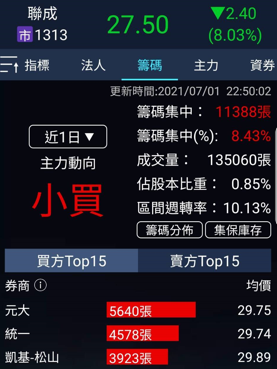 聯成
市 1313
27.50
▼2.40
(8.03%)
指標 法人 籌碼 主力 資券
更新時間:2021/07/01 22:50:02
近1日▼
主力動向
小買
籌碼集中： 11388張
籌碼集中(%): 8.43%
成交量： 135060張
佔股本比重： 0.85%
區間週轉率： 10.13%
籌碼分佈 集保庫存
買方Top15 賣方Top15
券商 ⓘ 均價
元大 5640張 29.75
統一 4578張 29.74
凱基-松山 3923張 29.89